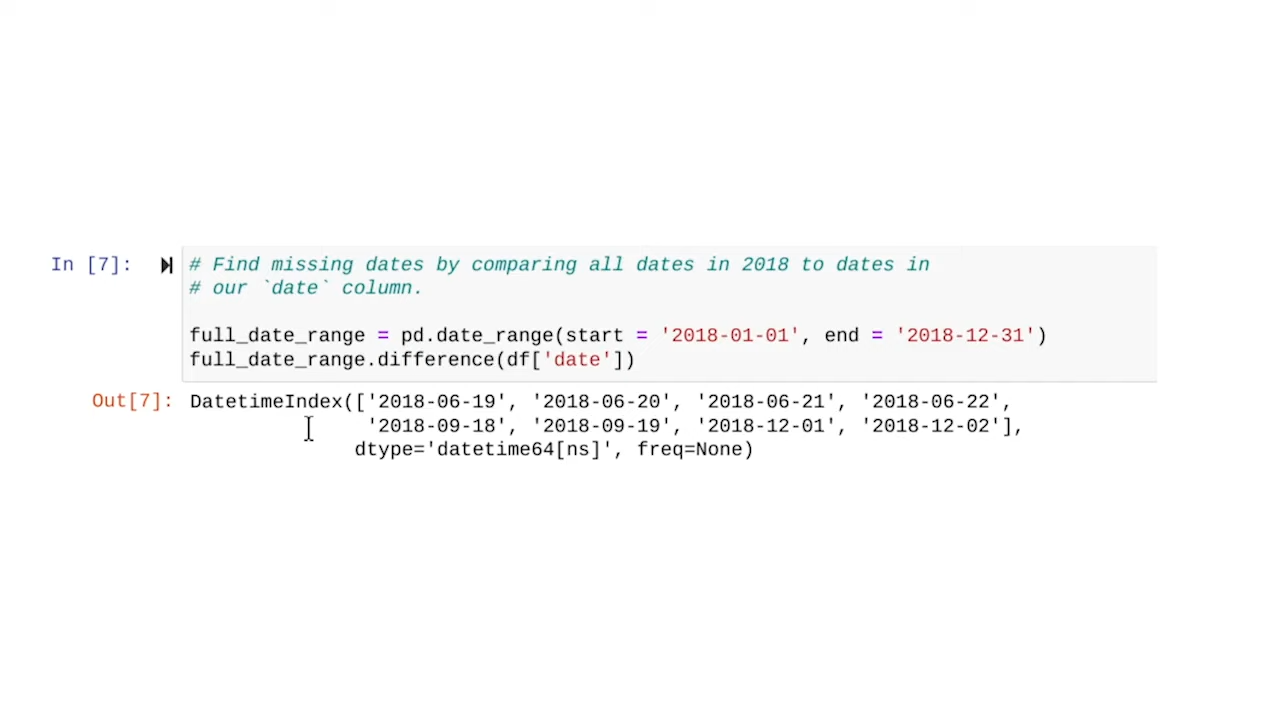 In [7]:
# Find missing dates by comparing all dates in 2018 to dates in
# our `date` column.
full_date_range = pd.date_range(start = '2018-01-01', end = '2018-12-31')
full_date_range.difference(df['date'])
Out[7]: DatetimeIndex(['2018-06-19', '2018-06-20', '2018-06-21', '2018-06-22',
'2018-09-18', '2018-09-19', '2018-12-01', '2018-12-02'],
dtype='datetime64[ns]', freq=None)